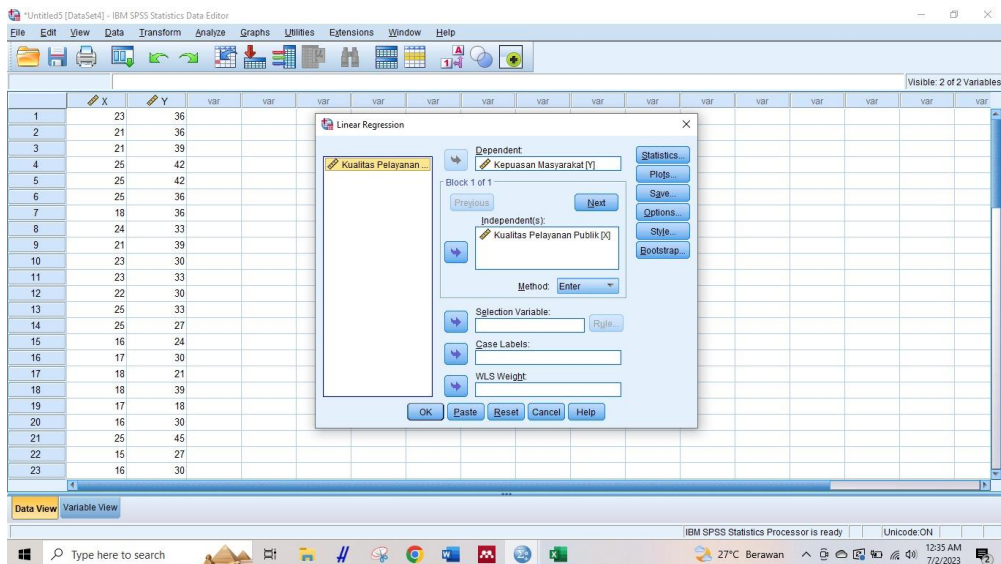 *Untitled5 [DataSet4] - IBM SPSS Statistics Data Editor
File Edit View Data Transform Analyze Graphs Utilities Extensions Window Help
Visible: 2 of 2 Variables
X Y var var var var var var var var var var var var var var var
1 23 36
2 21 36
3 21 39
4 25 42
5 25 42
6 25 36
7 18 36
8 24 33
9 21 39
10 23 30
11 23 33
12 22 30
13 25 33
14 25 27
15 16 24
16 17 30
17 18 21
18 18 39
19 17 18
20 16 30
21 25 45
22 15 27
23 16 30
Linear Regression
Kualitas Pelayanan ...
Dependent:
Kepuasan Masyarakat [Y]
Block 1 of 1
Previous Next
Independent(s):
Kualitas Pelayanan Publik [X]
Method: Enter
Selection Variable:
Rule...
Case Labels:
WLS Weight:
Statistics...
Plots...
Save...
Options...
Style...
Bootstrap...
OK Paste Reset Cancel Help
Data View Variable View
IBM SPSS Statistics Processor is ready Unicode:ON
Type here to search
27°C Berawan
12:35 AM
7/2/2023